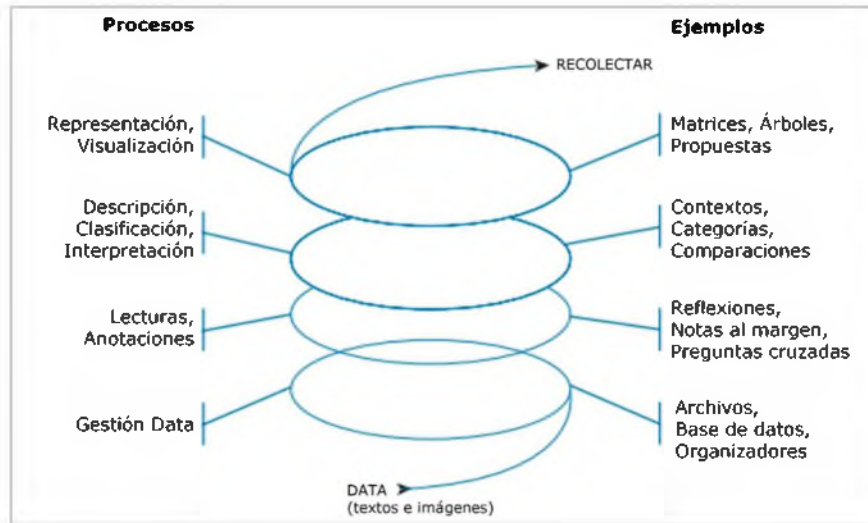 Procesos
Ejemplos
RECOLECTAR
Representación,
Visualización
Matrices, Árboles,
Propuestas
Descripción,
Clasificación,
Interpretación
Contextos,
Categorías,
Comparaciones
Lecturas,
Anotaciones
Reflexiones,
Notas al margen,
Preguntas cruzadas
Gestión Data
Archivos,
Base de datos,
Organizadores
DATA
(textos e imágenes)